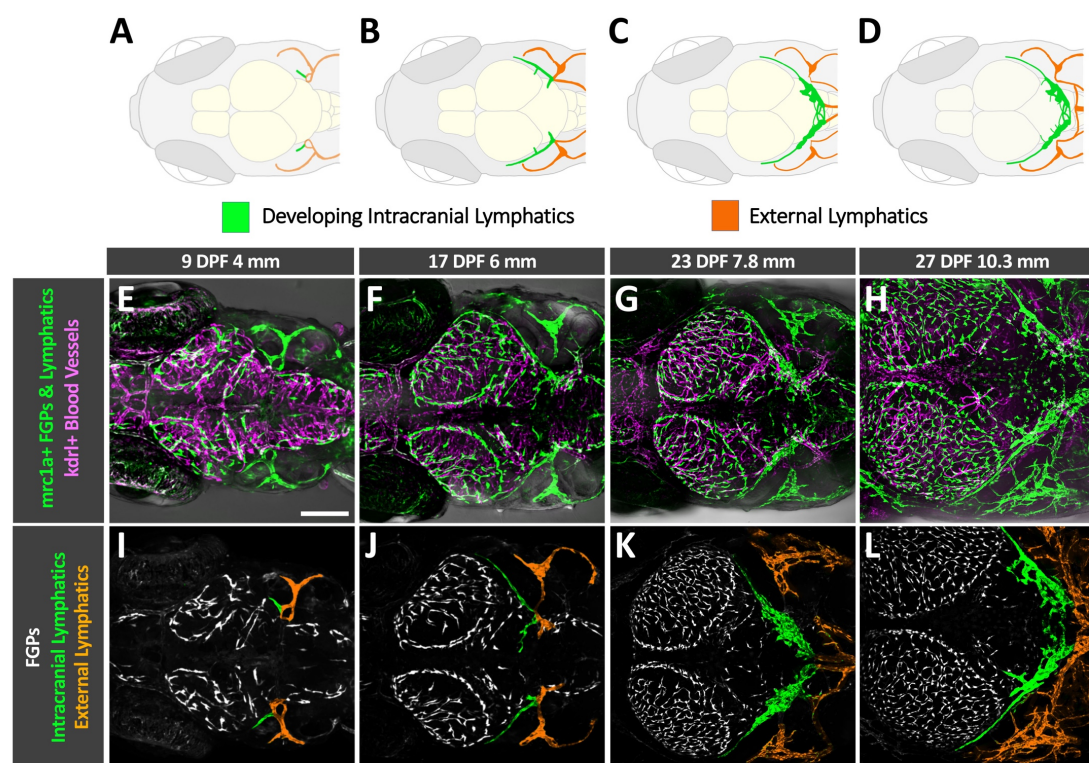 A
B
C
D
Developing Intracranial Lymphatics
External Lymphatics
9 DPF 4 mm
17 DPF 6 mm
23 DPF 7.8 mm
27 DPF 10.3 mm
mrc1a+ FGPs & Lymphatics
kdrl+ Blood Vessels
E
F
G
H
FGPs
Intracranial Lymphatics
External Lymphatics
I
J
K
L